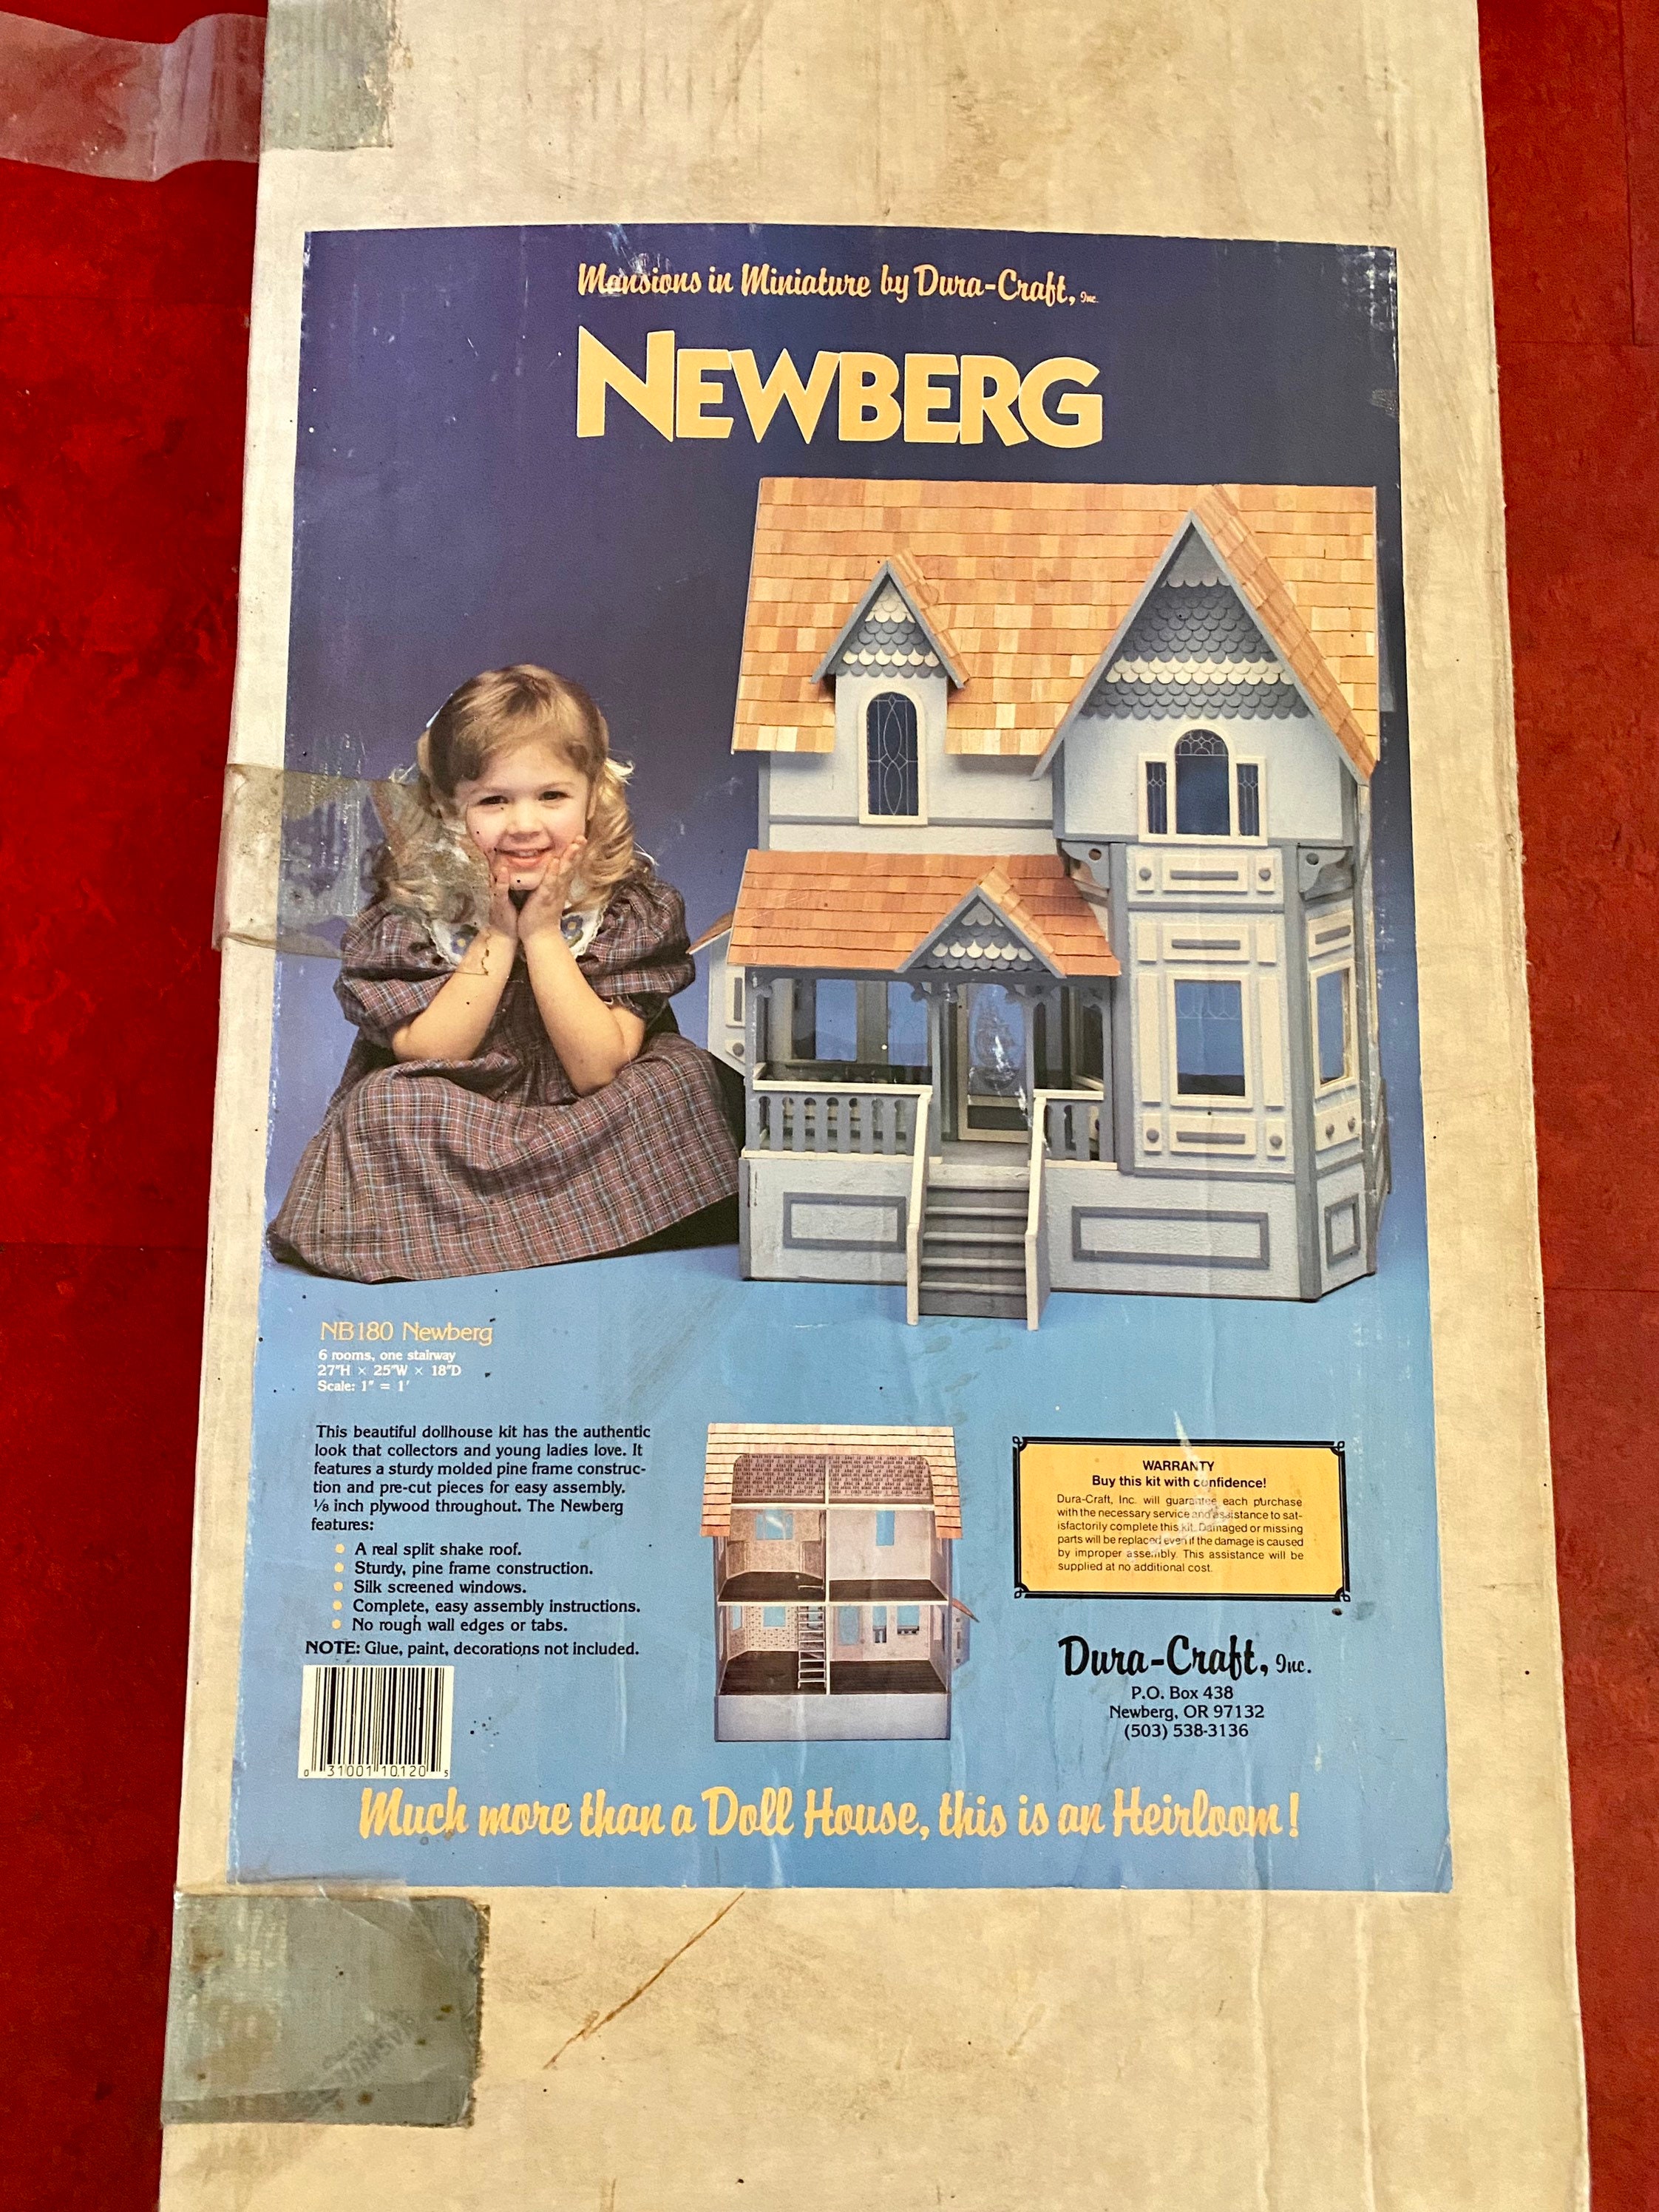 Mansions in Miniature by Dura-Craft, Inc.
NEWBERG
NB180 Newberg
6 rooms, one stairway
27"H × 25"W × 18"D
Scale: 1" = 1'
This beautiful dollhouse kit has the authentic
look that collectors and young ladies love. It
features a sturdy molded pine frame construc-
tion and pre-cut pieces for easy assembly.
⅛ inch plywood throughout. The Newberg
features:
• A real split shake roof.
• Sturdy, pine frame construction.
• Silk screened windows.
• Complete, easy assembly instructions.
• No rough wall edges or tabs.
NOTE: Glue, paint, decorations not included.
0 31001 10120 5
WARRANTY
Buy this kit with confidence!
Dura-Craft, Inc. will guarantee each purchase
with the necessary service and assistance to sat-
isfactorily complete this kit. Damaged or missing
parts will be replaced even if the damage is caused
by improper assembly. This assistance will be
supplied at no additional cost.
Dura-Craft, Inc.
P.O. Box 438
Newberg, OR 97132
(503) 538-3136
Much more than a Doll House, this is an Heirloom!